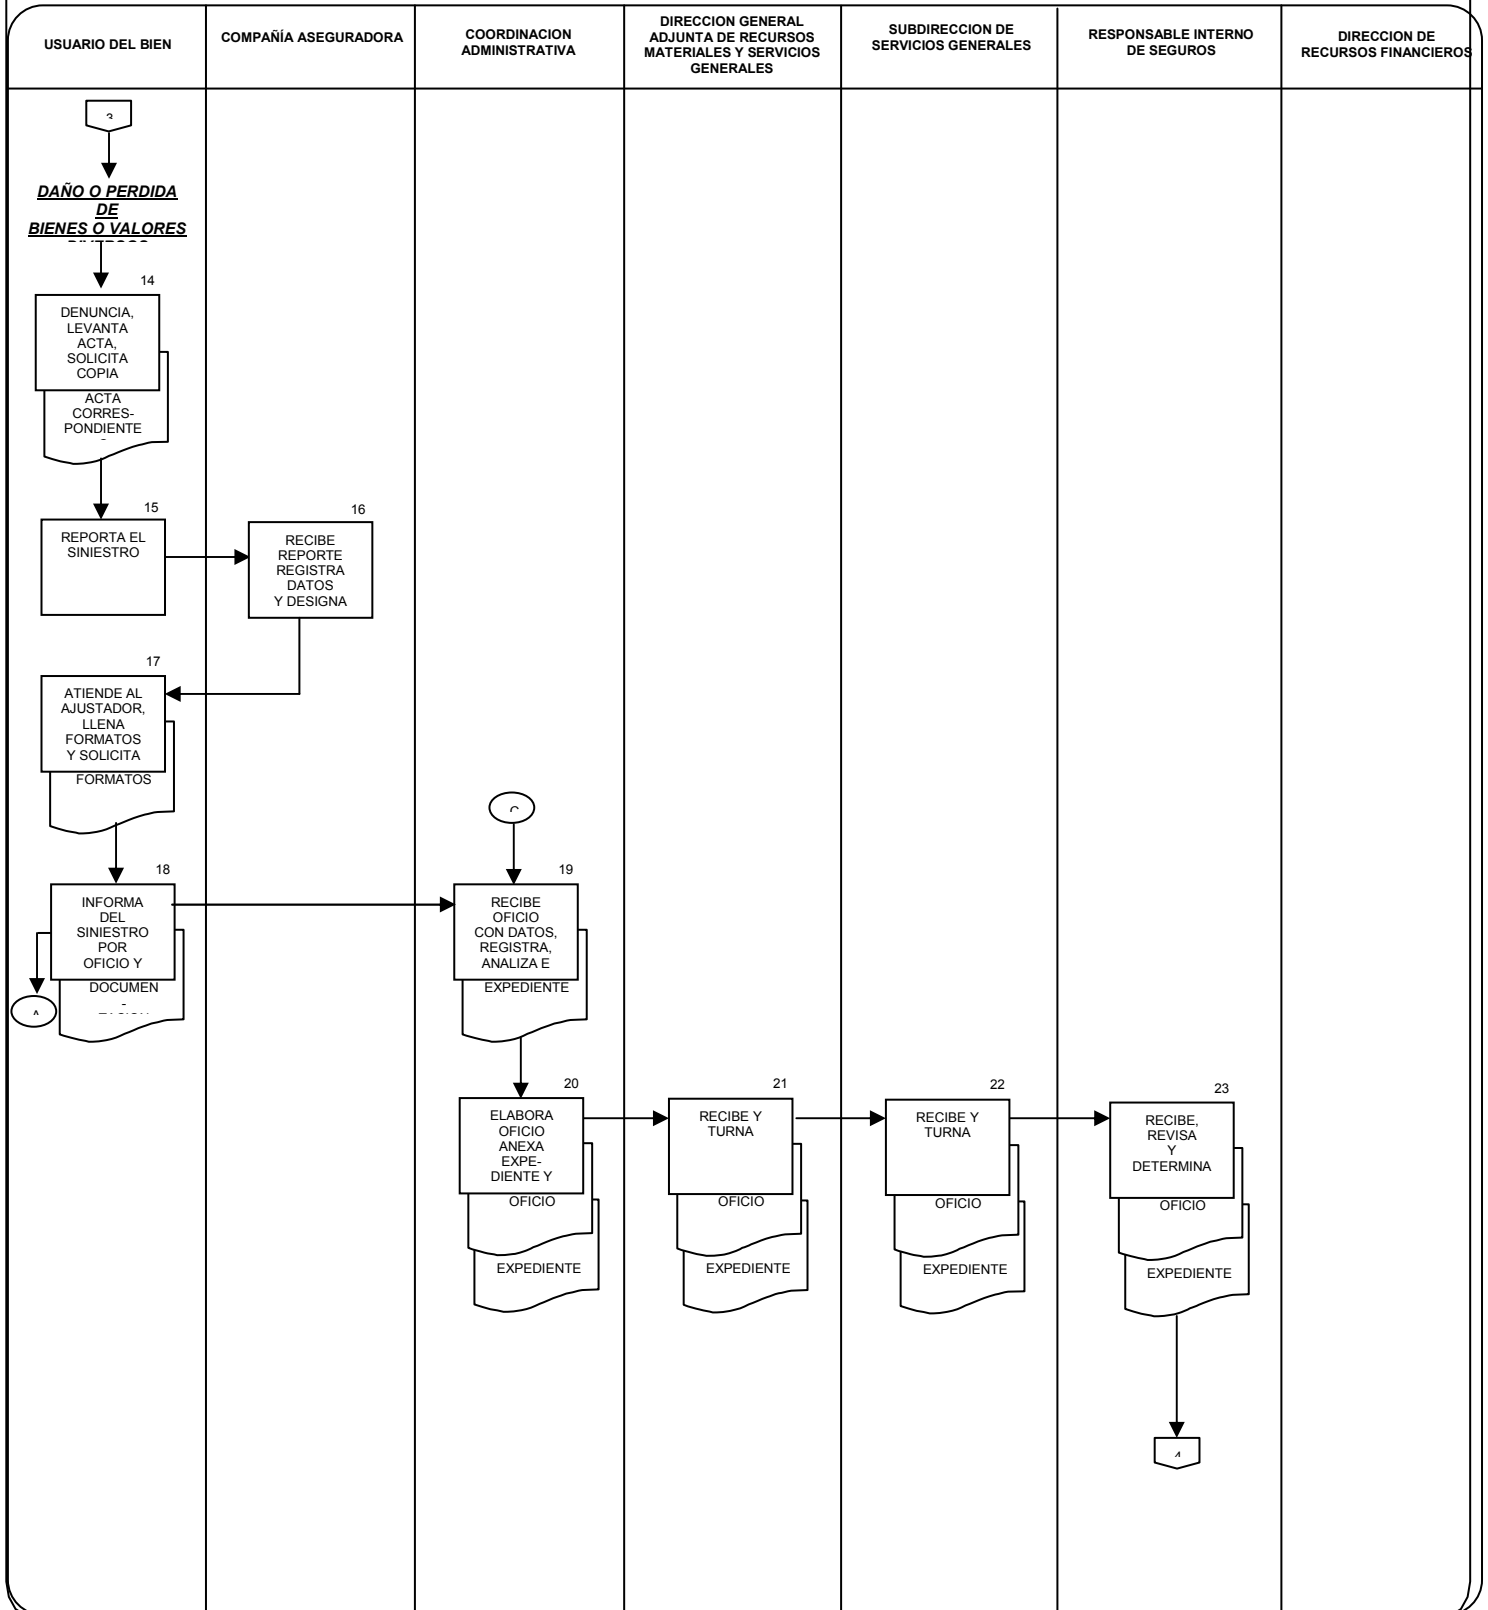 USUARIO DEL BIEN
COMPAÑÍA ASEGURADORA
COORDINACION
ADMINISTRATIVA
DIRECCION GENERAL
ADJUNTA DE RECURSOS
MATERIALES Y SERVICIOS
GENERALES
SUBDIRECCION DE
SERVICIOS GENERALES
RESPONSABLE INTERNO
DE SEGUROS
DIRECCION DE
RECURSOS FINANCIEROS
DAÑO O PERDIDA
DE
BIENES O VALORES
14
DENUNCIA,
LEVANTA
ACTA,
SOLICITA
COPIA
ACTA
CORRES-
PONDIENTE
15
REPORTA EL
SINIESTRO
16
RECIBE
REPORTE
REGISTRA
DATOS
Y DESIGNA
17
ATIENDE AL
AJUSTADOR,
LLENA
FORMATOS
Y SOLICITA
FORMATOS
18
INFORMA
DEL
SINIESTRO
POR
OFICIO Y
DOCUMEN
-
19
RECIBE
OFICIO
CON DATOS,
REGISTRA,
ANALIZA E
EXPEDIENTE
20
ELABORA
OFICIO
ANEXA
EXPE-
DIENTE Y
OFICIO
EXPEDIENTE
21
RECIBE Y
TURNA
OFICIO
EXPEDIENTE
22
RECIBE Y
TURNA
OFICIO
EXPEDIENTE
23
RECIBE,
REVISA
Y
DETERMINA
OFICIO
EXPEDIENTE